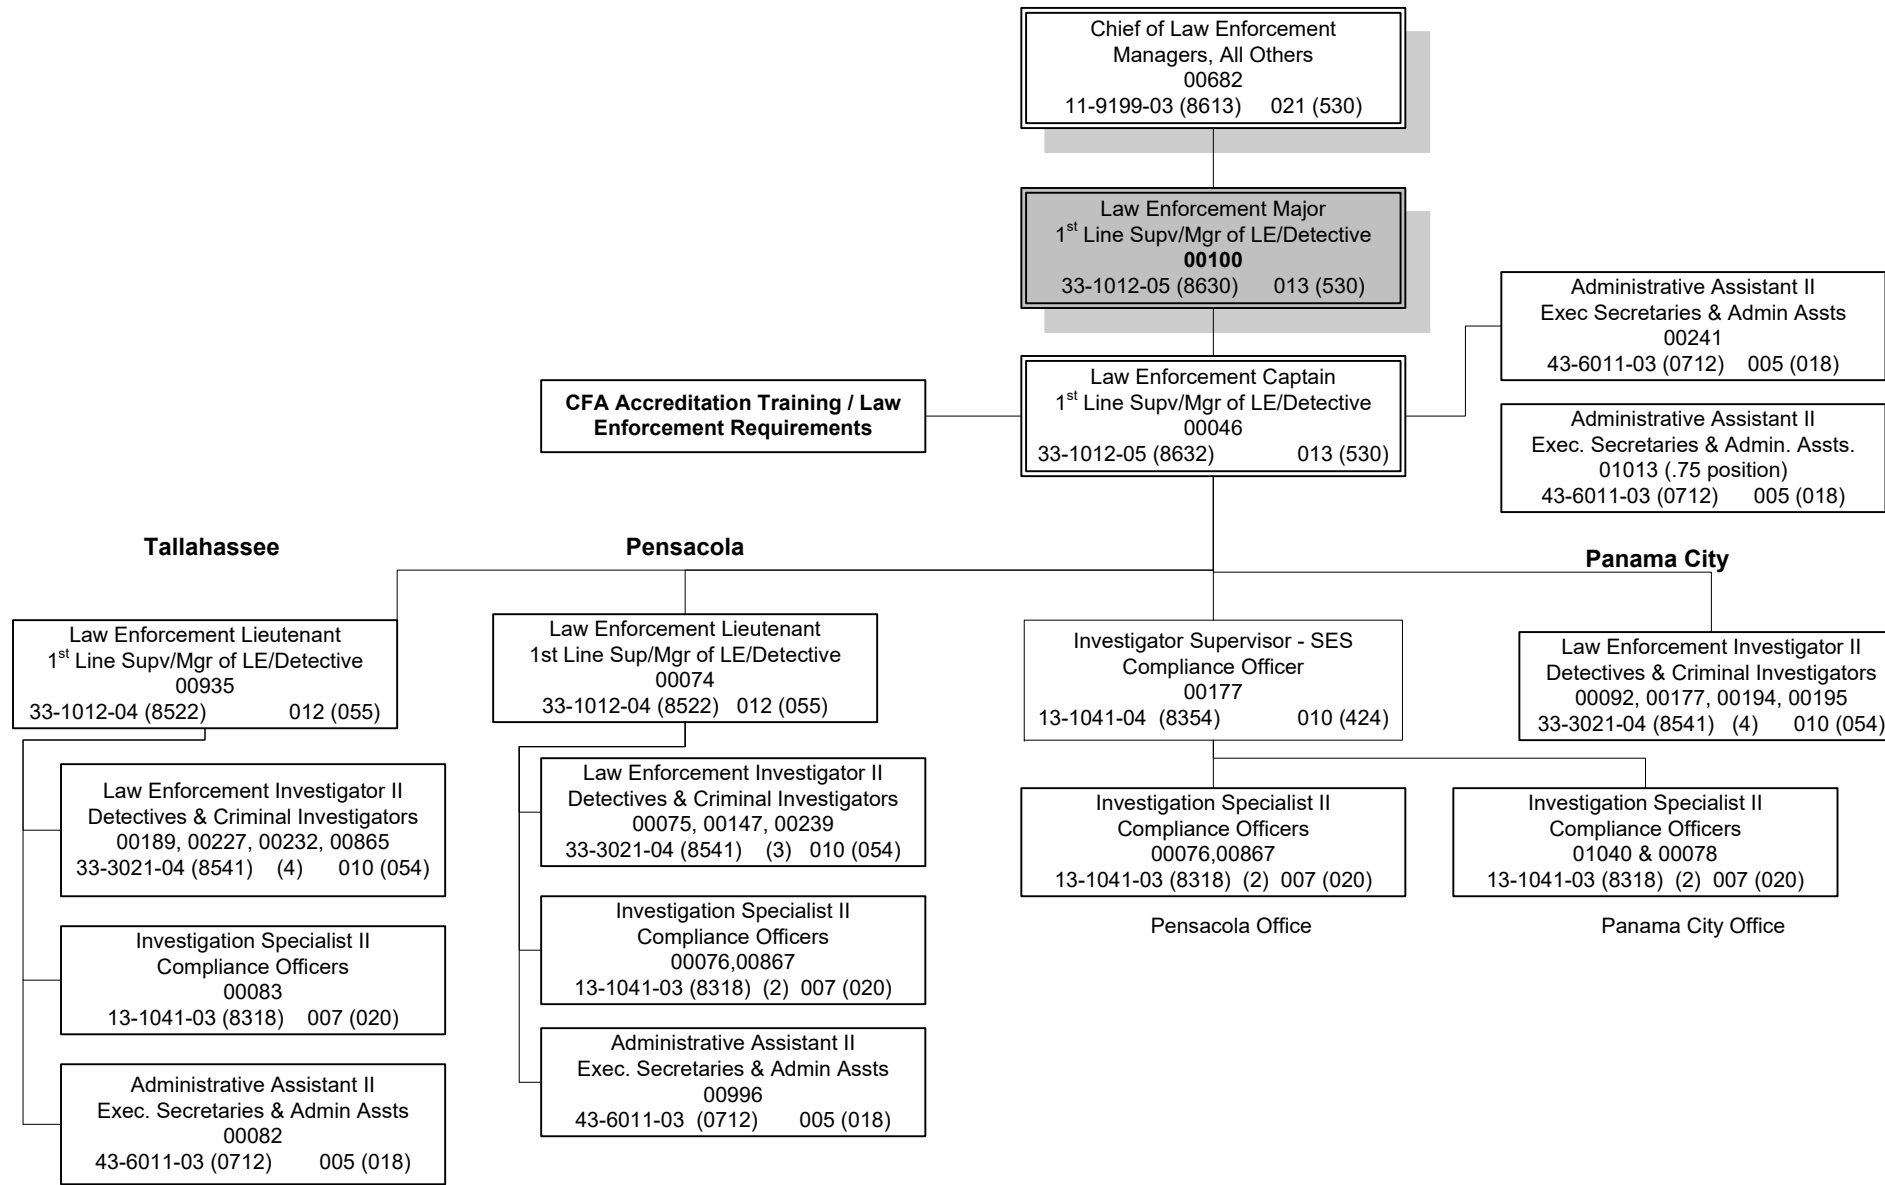 Chief of Law Enforcement
Managers, All Others
00682
11-9199-03 (8613) 021 (530)
Law Enforcement Major
1st Line Supv/Mgr of LE/Detective
00100
33-1012-05 (8630) 013 (530)
Administrative Assistant II
Exec Secretaries & Admin Assts
00241
43-6011-03 (0712) 005 (018)
CFA Accreditation Training / Law
Enforcement Requirements
Law Enforcement Captain
1st Line Supv/Mgr of LE/Detective
00046
33-1012-05 (8632) 013 (530)
Administrative Assistant II
Exec. Secretaries & Admin. Assts.
01013 (.75 position)
43-6011-03 (0712) 005 (018)
Tallahassee
Pensacola
Panama City
Law Enforcement Lieutenant
1st Line Supv/Mgr of LE/Detective
00935
33-1012-04 (8522) 012 (055)
Law Enforcement Lieutenant
1st Line Sup/Mgr of LE/Detective
00074
33-1012-04 (8522) 012 (055)
Investigator Supervisor - SES
Compliance Officer
00177
13-1041-04 (8354) 010 (424)
Law Enforcement Investigator II
Detectives & Criminal Investigators
00092, 00177, 00194, 00195
33-3021-04 (8541) (4) 010 (054)
Law Enforcement Investigator II
Detectives & Criminal Investigators
00189, 00227, 00232, 00865
33-3021-04 (8541) (4) 010 (054)
Law Enforcement Investigator II
Detectives & Criminal Investigators
00075, 00147, 00239
33-3021-04 (8541) (3) 010 (054)
Investigation Specialist II
Compliance Officers
00076,00867
13-1041-03 (8318) (2) 007 (020)
Pensacola Office
Investigation Specialist II
Compliance Officers
01040 & 00078
13-1041-03 (8318) (2) 007 (020)
Panama City Office
Investigation Specialist II
Compliance Officers
00083
13-1041-03 (8318) 007 (020)
Investigation Specialist II
Compliance Officers
00076,00867
13-1041-03 (8318) (2) 007 (020)
Administrative Assistant II
Exec. Secretaries & Admin Assts
00082
43-6011-03 (0712) 005 (018)
Administrative Assistant II
Exec. Secretaries & Admin Assts
00996
43-6011-03 (0712) 005 (018)